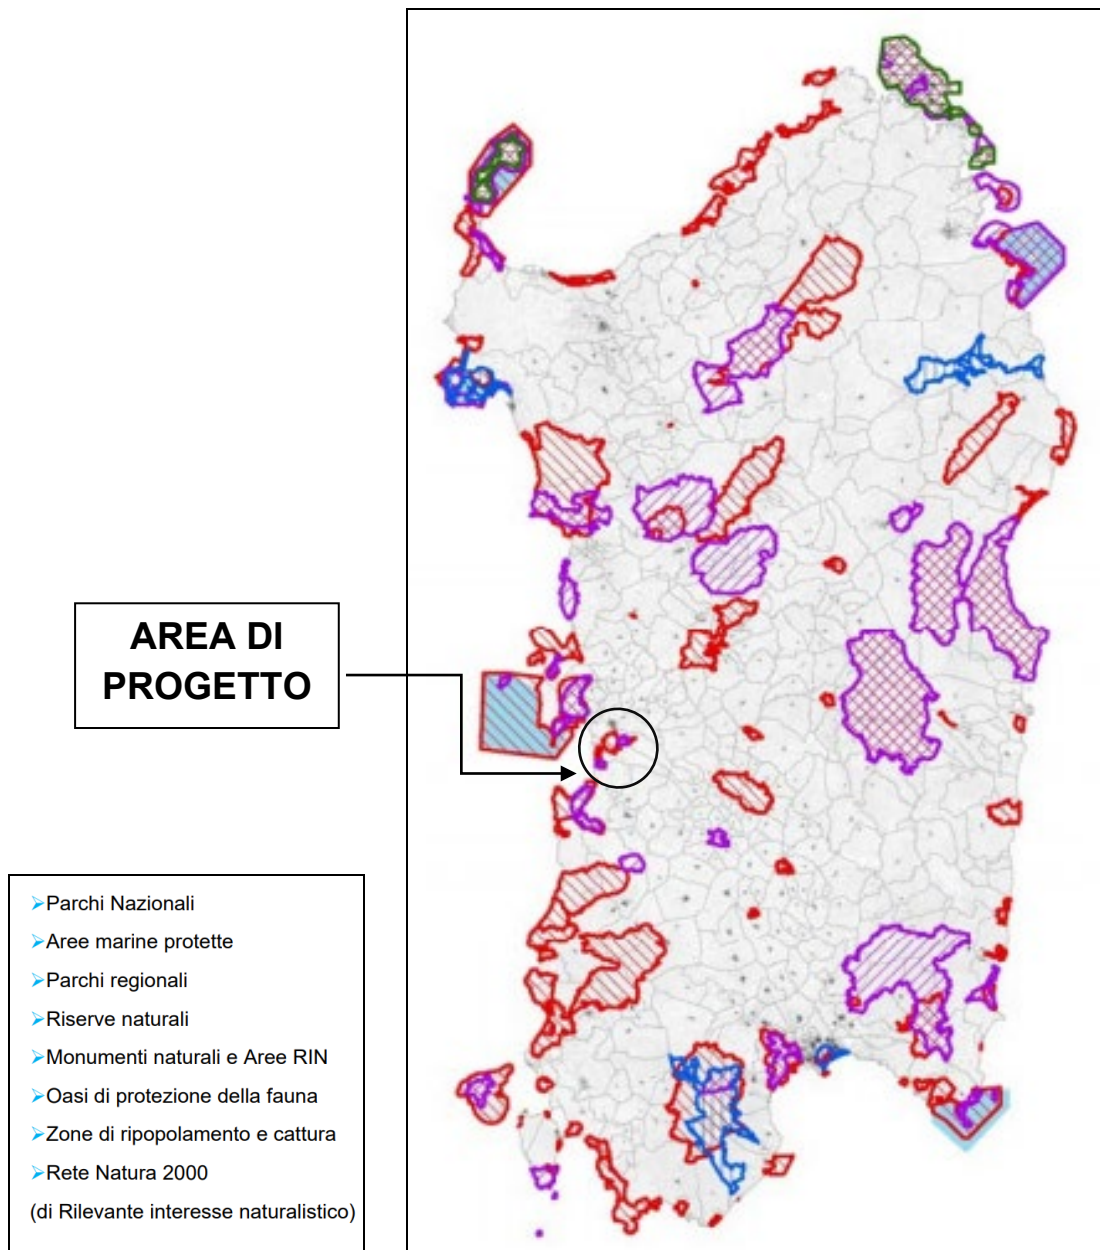 AREA DI
PROGETTO
➢Parchi Nazionali
➢Aree marine protette
➢Parchi regionali
➢Riserve naturali
➢Monumenti naturali e Aree RIN
➢Oasi di protezione della fauna
➢Zone di ripopolamento e cattura
➢Rete Natura 2000
(di Rilevante interesse naturalistico)